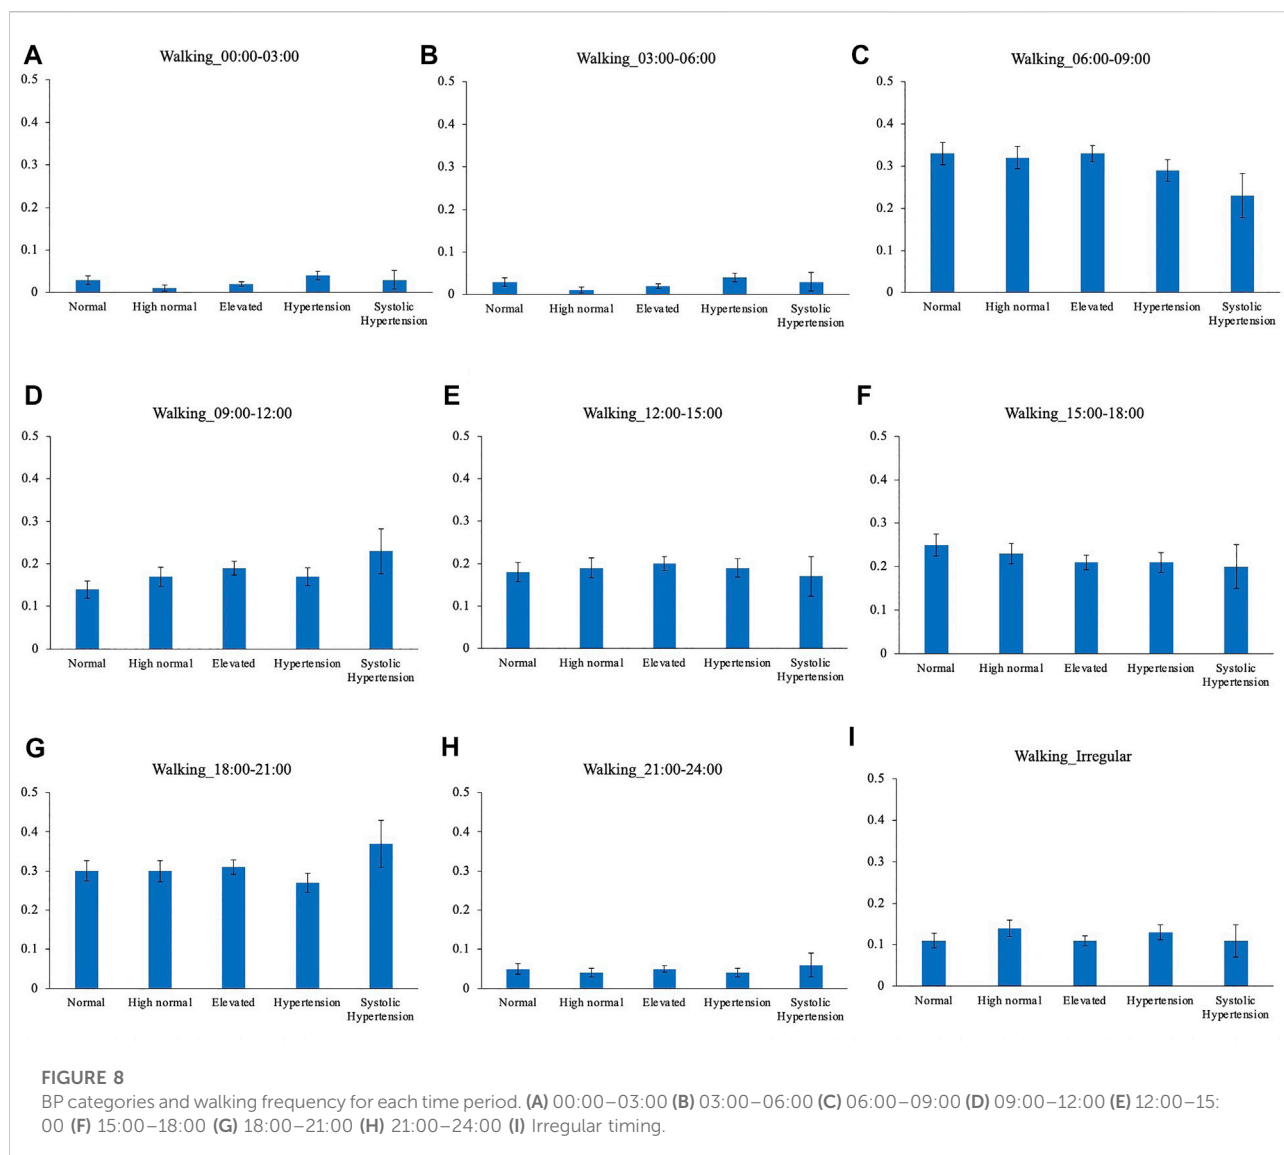 A
Walking_00:00-03:00
0.5
0.4
0.3
0.2
0.1
0
Normal High normal Elevated Hypertension Systolic
Hypertension
B
Walking_03:00-06:00
0.5
0.4
0.3
0.2
0.1
0
Normal High normal Elevated Hypertension Systolic
Hypertension
C
Walking_06:00-09:00
0.5
0.4
0.3
0.2
0.1
0
Normal High normal Elevated Hypertension Systolic
Hypertension
D
Walking_09:00-12:00
0.5
0.4
0.3
0.2
0.1
0
Normal High normal Elevated Hypertension Systolic
Hypertension
E
Walking_12:00-15:00
0.5
0.4
0.3
0.2
0.1
0
Normal High normal Elevated Hypertension Systolic
Hypertension
F
Walking_15:00-18:00
0.5
0.4
0.3
0.2
0.1
0
Normal High normal Elevated Hypertension Systolic
Hypertension
G
Walking_18:00-21:00
0.5
0.4
0.3
0.2
0.1
0
Normal High normal Elevated Hypertension Systolic
Hypertension
H
Walking_21:00-24:00
0.5
0.4
0.3
0.2
0.1
0
Normal High normal Elevated Hypertension Systolic
Hypertension
I
Walking_Irregular
0.5
0.4
0.3
0.2
0.1
0
Normal High normal Elevated Hypertension Systolic
Hypertension
FIGURE 8
BP categories and walking frequency for each time period. (A) 00:00–03:00 (B) 03:00–06:00 (C) 06:00–09:00 (D) 09:00–12:00 (E) 12:00–15:
00 (F) 15:00–18:00 (G) 18:00–21:00 (H) 21:00–24:00 (I) Irregular timing.